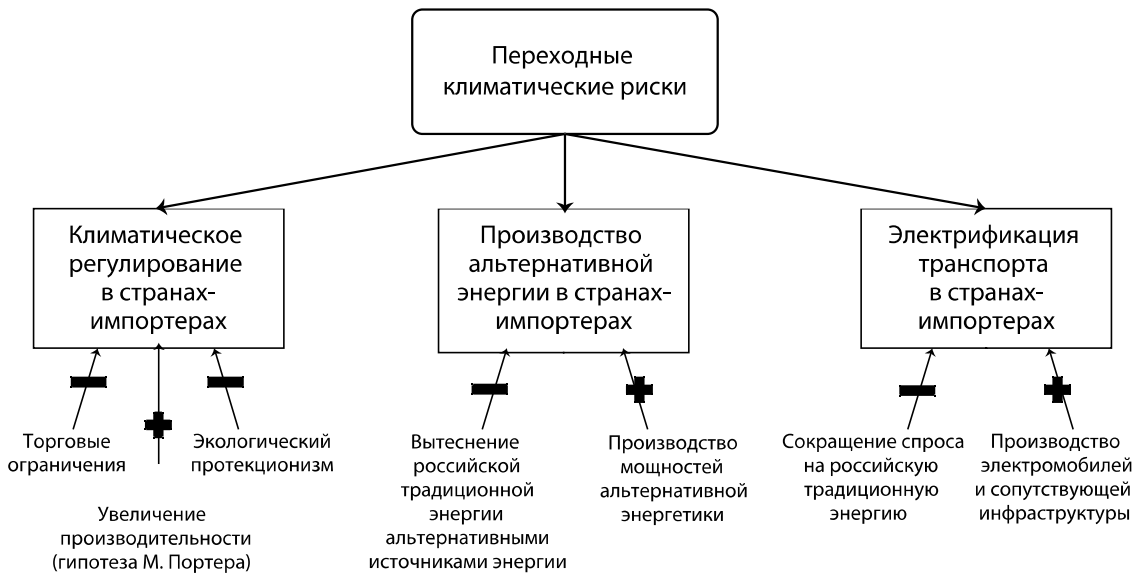 Переходные
климатические риски
Климатическое
регулирование
в странах-
импортерах
Производство
альтернативной
энергии в странах-
импортерах
Электрификация
транспорта
в странах-
импортерах
Торговые
ограничения
Увеличение
производительности
(гипотеза М. Портера)
Экологический
протекционизм
Вытеснение
российской
традиционной
энергии
альтернативными
источниками энергии
Производство
мощностей
альтернативной
энергетики
Сокращение спроса
на российскую
традиционную
энергию
Производство
электромобилей
и сопутствующей
инфраструктуры